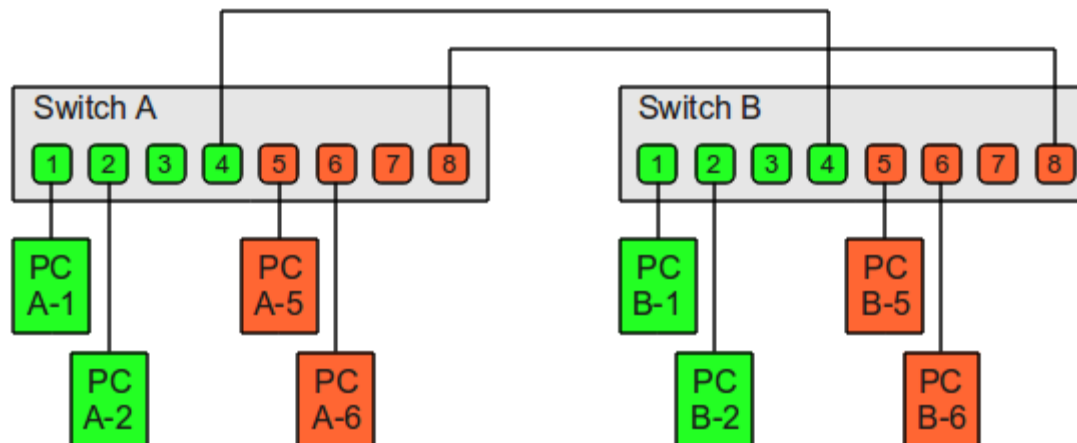 Switch A
1 2 3 4 5 6 7 8
Switch B
1 2 3 4 5 6 7 8
PC
A-1
PC
A-2
PC
A-5
PC
A-6
PC
B-1
PC
B-2
PC
B-5
PC
B-6